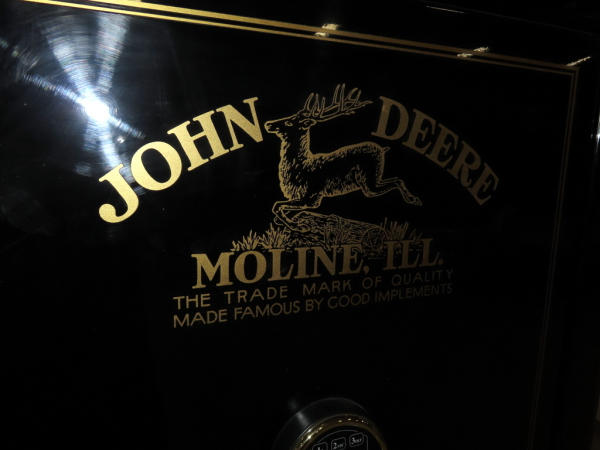 JOHN DEERE
MOLINE, ILL.
THE TRADE MARK OF QUALITY
MADE FAMOUS BY GOOD IMPLEMENTS